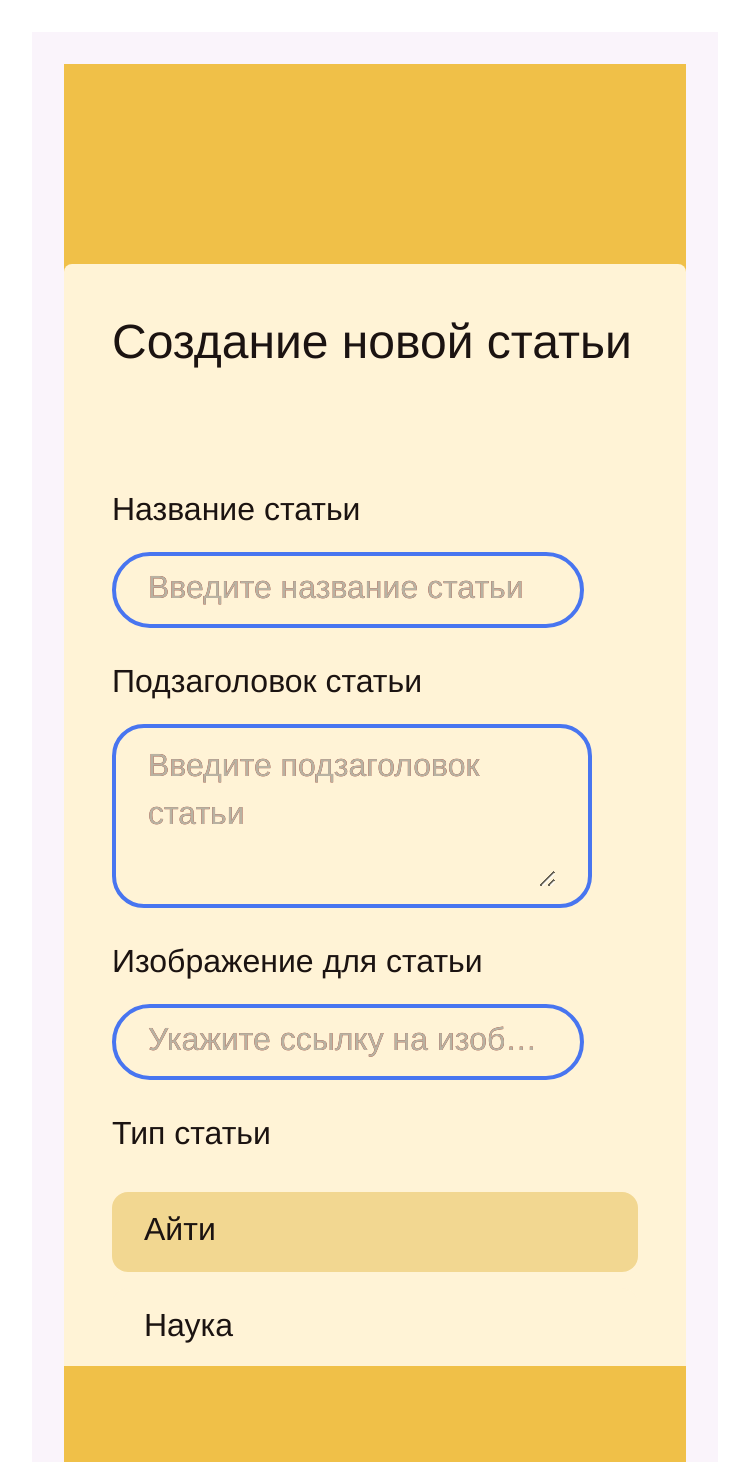 Создание новой статьи
Название статьи
Введите название статьи
Подзаголовок статьи
Введите подзаголовок
статьи
Изображение для статьи
Укажите ссылку на изоб…
Тип статьи
Айти
Наука